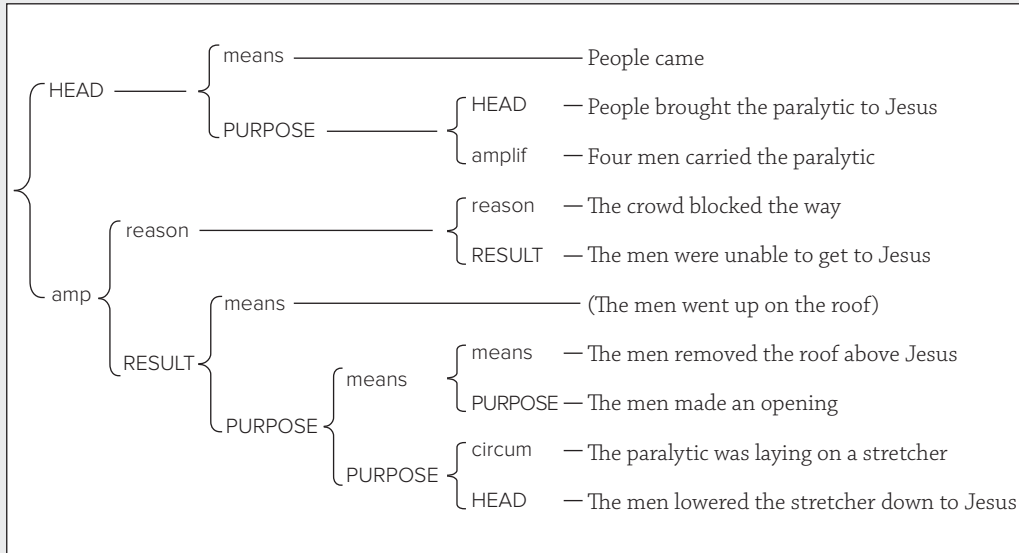 means — People came
HEAD
HEAD — People brought the paralytic to Jesus
PURPOSE
amplif — Four men carried the paralytic
reason — The crowd blocked the way
reason
RESULT — The men were unable to get to Jesus
amp
means — (The men went up on the roof)
means — The men removed the roof above Jesus
RESULT
means
PURPOSE — The men made an opening
PURPOSE
circum — The paralytic was laying on a stretcher
PURPOSE
HEAD — The men lowered the stretcher down to Jesus